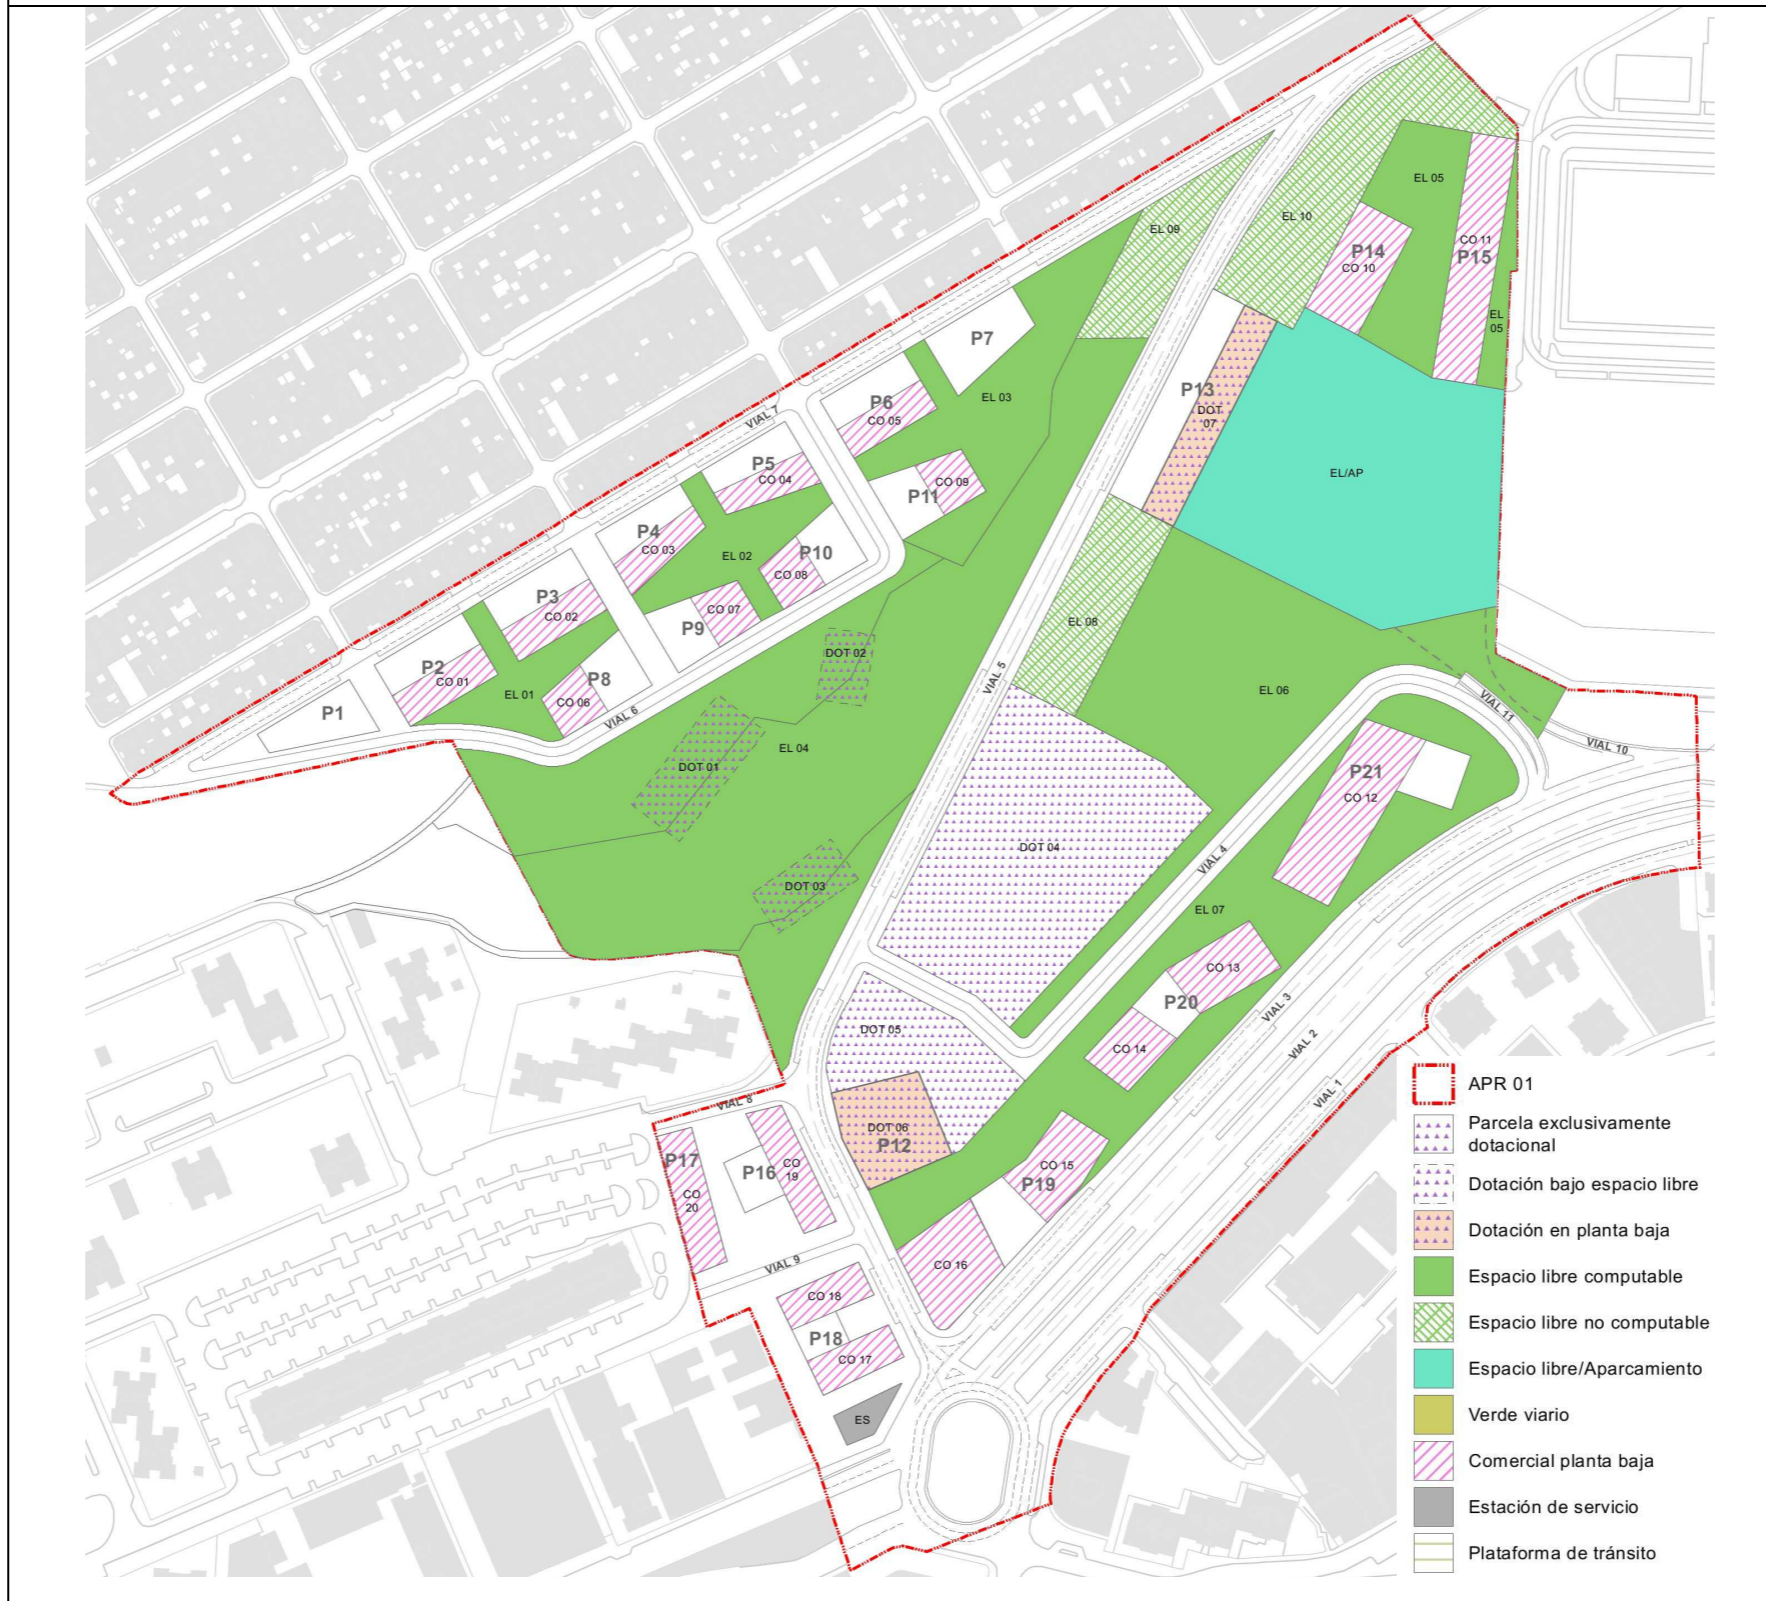 EL 05
EL 10
EL 09
CO 11
P15
P14
CO 10
EL
05
P7
P13
DOT
07
EL 03
P6
CO 05
VIAL 7
P5
CO 04
EL/AP
P11
CO 09
P4
CO 03
EL 02
P10
CO 08
P3
CO 02
CO 07
P9
EL 08
DOT 02
P2
CO 01
EL 01
P8
CO 06
VIAL 5
EL 06
P1
VIAL 6
VIAL 11
VIAL 10
EL 04
DOT 01
P21
CO 12
DOT 04
VIAL 4
DOT 03
EL 07
CO 13
P20
VIAL 3
DOT 05
CO 14
VIAL 2
VIAL 1
VIAL 8
DOT 06
P12
P17
P16
CO
19
CO
20
CO 15
P19
VIAL 9
CO 16
CO 18
P18
CO 17
ES
APR 01
Parcela exclusivamente
dotacional
Dotación bajo espacio libre
Dotación en planta baja
Espacio libre computable
Espacio libre no computable
Espacio libre/Aparcamiento
Verde viario
Comercial planta baja
Estación de servicio
Plataforma de tránsito